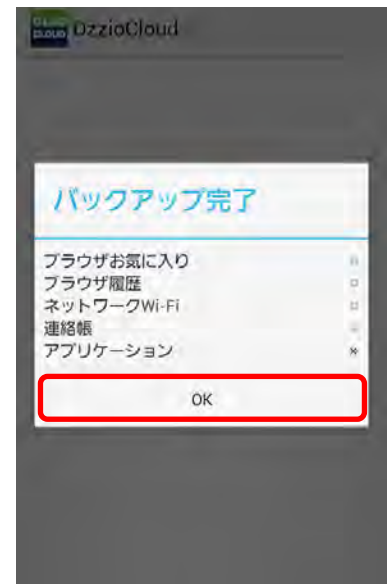 OzzioCloud
バックアップ完了
ブラウザお気に入り
ブラウザ履歴
ネットワークWi-Fi
連絡帳
アプリケーション
OK